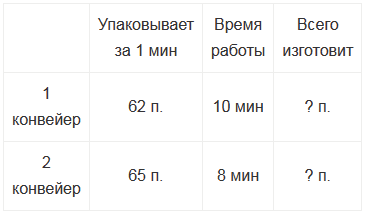 Упаковывает Время Всего
за 1 мин работы изготовит
1
конвейер 62 п. 10 мин ? п.
2
конвейер 65 п. 8 мин ? п.